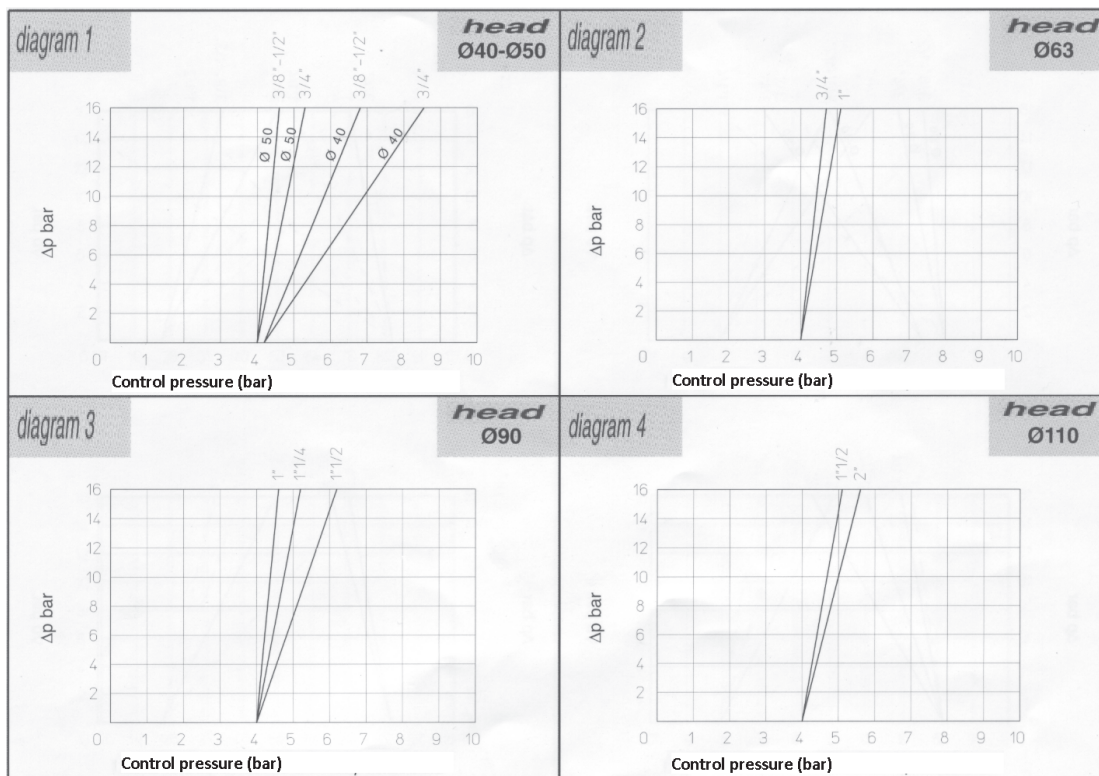 diagram 1
head
Ø40-Ø50
3/8"-1/2"
3/4"
3/8"-1/2"
3/4"
Ø 50
Ø 50
Ø 40
Ø 40
16
14
12
10
8
6
4
2
Δp bar
0 1 2 3 4 5 6 7 8 9 10
Control pressure (bar)
diagram 2
head
Ø63
3/4"
1"
16
14
12
10
8
6
4
2
Δp bar
0 1 2 3 4 5 6 7 8 9 10
Control pressure (bar)
diagram 3
head
Ø90
1"
1"1/4
1"1/2
16
14
12
10
8
6
4
2
Δp bar
0 1 2 3 4 5 6 7 8 9 10
Control pressure (bar)
diagram 4
head
Ø110
1"1/2
2"
16
14
12
10
8
6
4
2
Δp bar
0 1 2 3 4 5 6 7 8 9 10
Control pressure (bar)